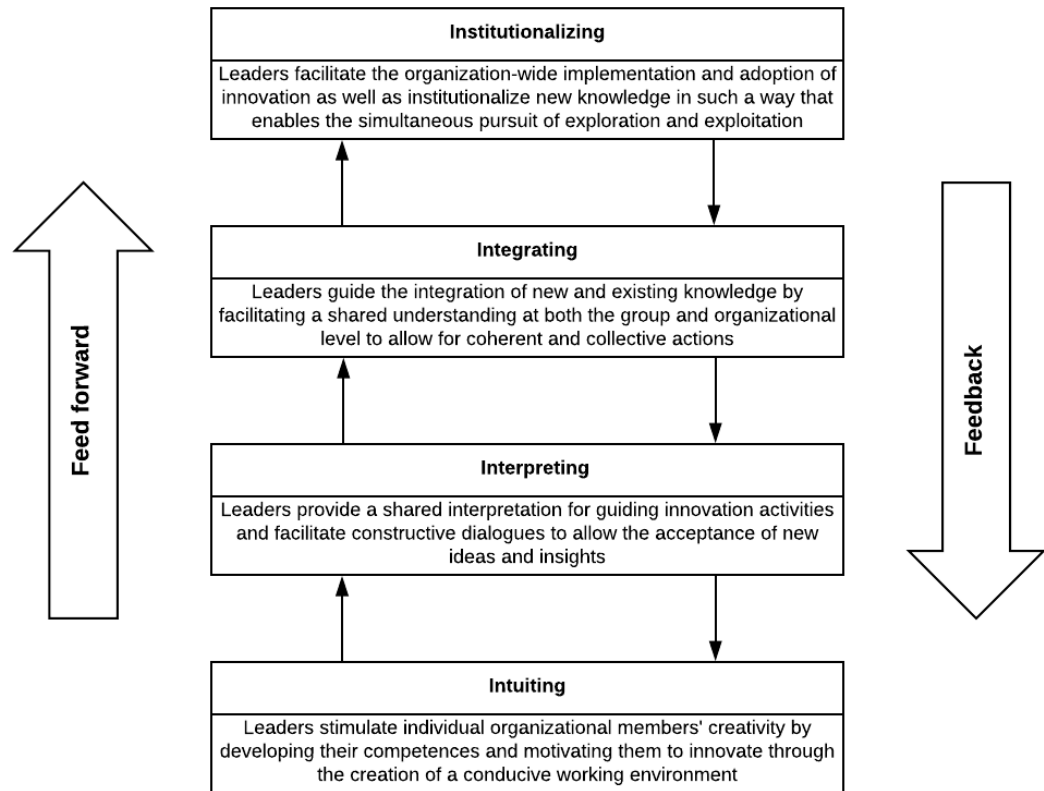 Institutionalizing
Leaders facilitate the organization-wide implementation and adoption of
innovation as well as institutionalize new knowledge in such a way that
enables the simultaneous pursuit of exploration and exploitation
Feed forward
Feedback
Integrating
Leaders guide the integration of new and existing knowledge by
facilitating a shared understanding at both the group and organizational
level to allow for coherent and collective actions
Interpreting
Leaders provide a shared interpretation for guiding innovation activities
and facilitate constructive dialogues to allow the acceptance of new
ideas and insights
Intuiting
Leaders stimulate individual organizational members' creativity by
developing their competences and motivating them to innovate through
the creation of a conducive working environment